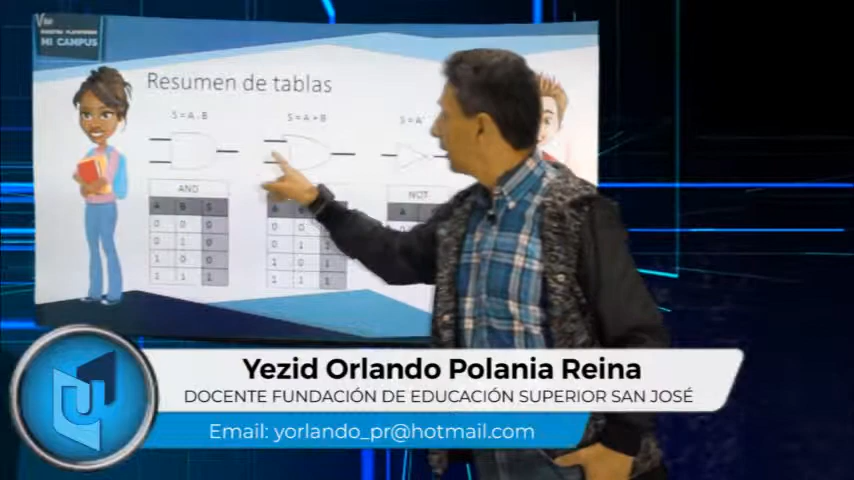 MI CAMPUS
Resumen de tablas
S = A . B
S = A + B
S = A'
AND
NOT
A B S
A
0 0 0
0 0
0 1 0
0 1 1
1 0 0
1 0 1
1 1 1
1 1 1
Yezid Orlando Polania Reina
DOCENTE FUNDACIÓN DE EDUCACIÓN SUPERIOR SAN JOSÉ
Email: yorlando_pr@hotmail.com